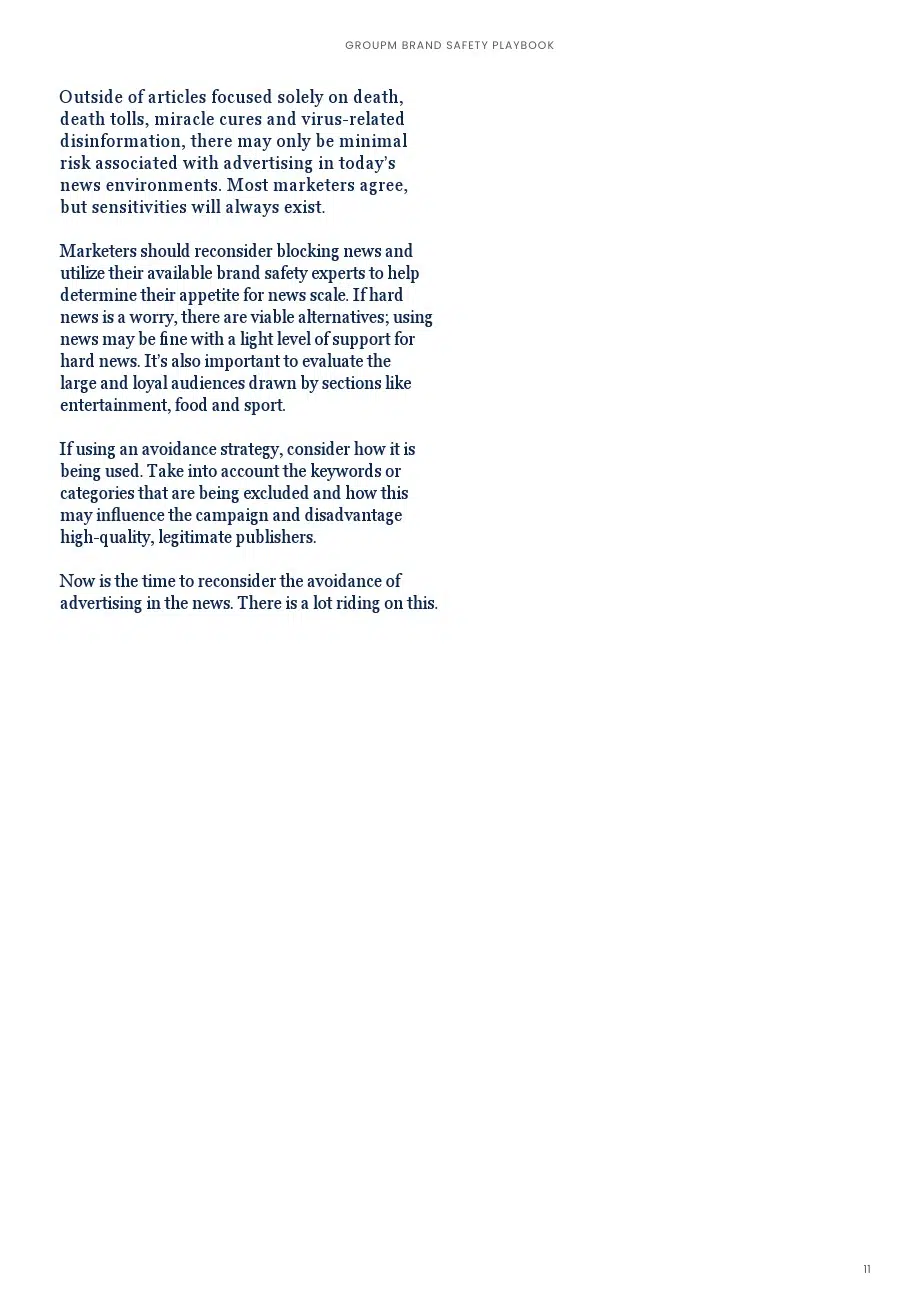 GROUPM BRAND SAFETY PLAYBOOK
Outside of articles focused solely on death,
death tolls, miracle cures and virus-related
disinformation, there may only be minimal
risk associated with advertising in today’s
news environments. Most marketers agree,
but sensitivities will always exist.
Marketers should reconsider blocking news and
utilize their available brand safety experts to help
determine their appetite for news scale. If hard
news is a worry, there are viable alternatives; using
news may be fine with a light level of support for
hard news. It’s also important to evaluate the
large and loyal audiences drawn by sections like
entertainment, food and sport.
If using an avoidance strategy, consider how it is
being used. Take into account the keywords or
categories that are being excluded and how this
may influence the campaign and disadvantage
high-quality, legitimate publishers.
Now is the time to reconsider the avoidance of
advertising in the news. There is a lot riding on this.
11